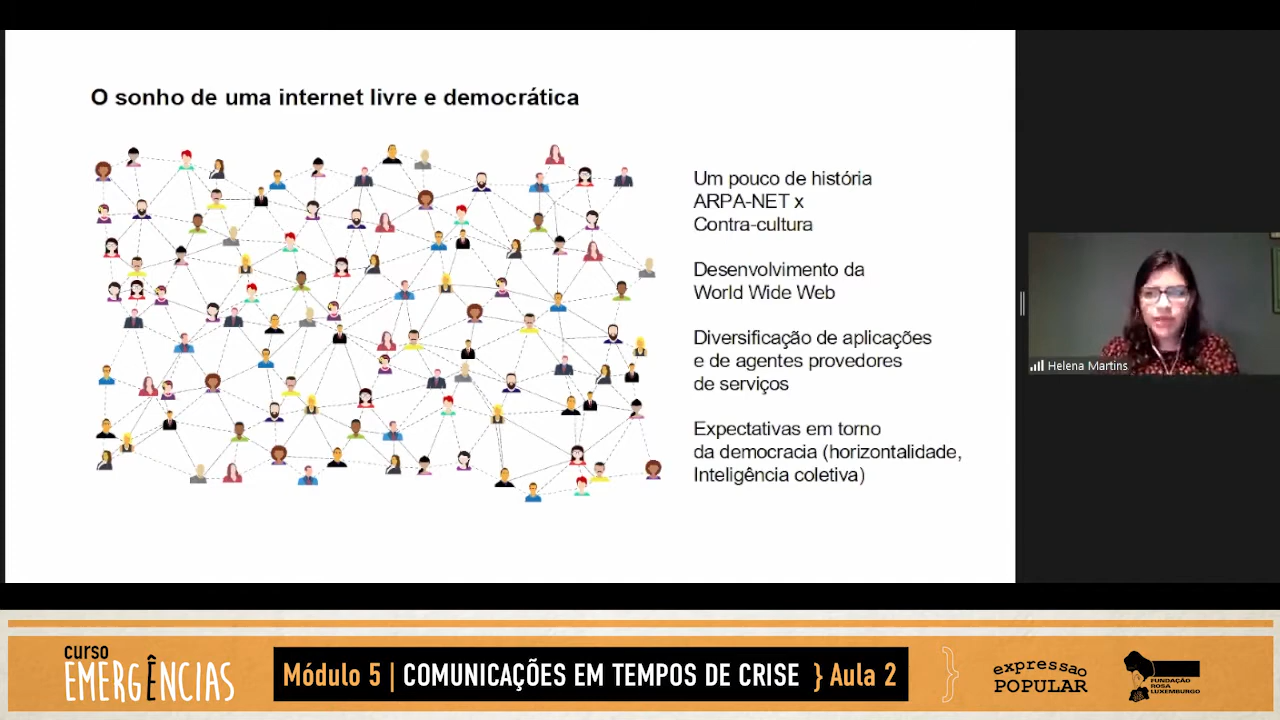 O sonho de uma internet livre e democrática
Um pouco de história
ARPA-NET x
Contra-cultura
Desenvolvimento da
World Wide Web
Diversificação de aplicações
e de agentes provedores
de serviços
Expectativas em torno
da democracia (horizontalidade,
Inteligência coletiva)
Helena Martins
curso
EMERGÊNCIAS
Módulo 5 | COMUNICAÇÕES EM TEMPOS DE CRISE } Aula 2
expressao
POPULAR
FUNDAÇÃO
ROSA
LUXEMBURGO